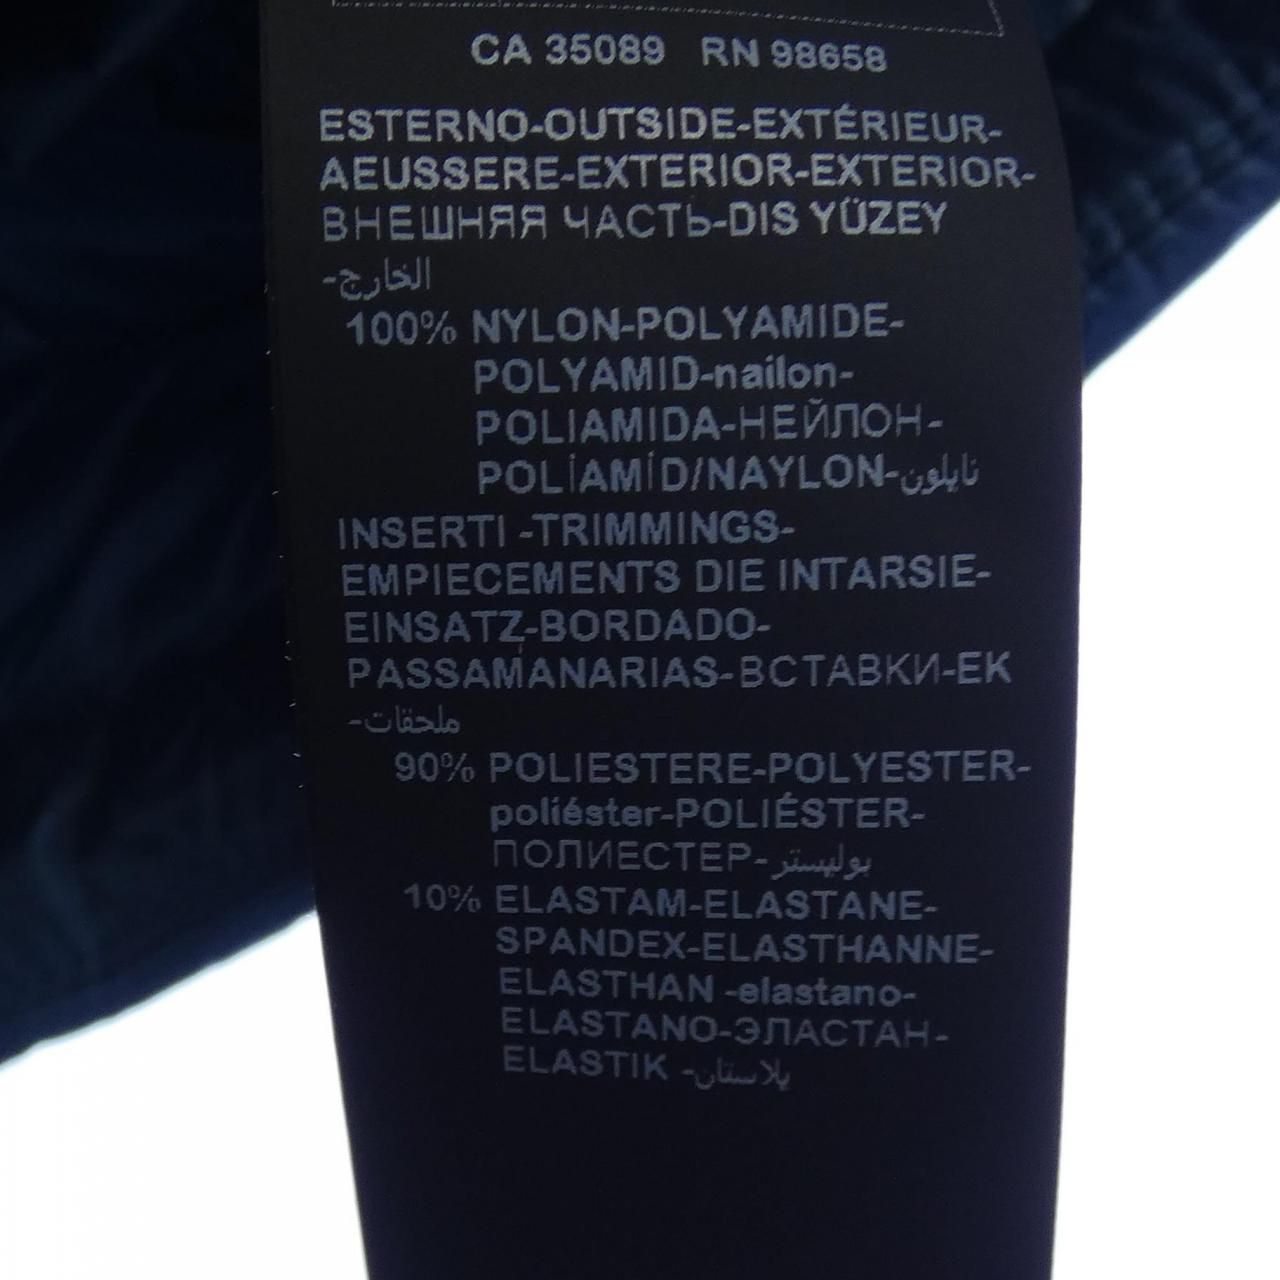 CA 35089 RN 98658
ESTERNO-OUTSIDE-EXTÉRIEUR-
AEUSSERE-EXTERIOR-EXTERIOR-
ВНЕШНЯЯ ЧАСТЬ-DIS YÜZEY
-الخارج
100% NYLON-POLYAMIDE-
POLYAMID-nailon-
POLIAMIDA-НЕЙЛОН-
POLİAMİD/NAYLON-نايلون
INSERTI -TRIMMINGS-
EMPIECEMENTS DIE INTARSIE-
EINSATZ-BORDADO-
PASSAMANARIAS-ВСТАВКИ-EK
-ملحقات
90% POLIESTERE-POLYESTER-
poliéster-POLIÉSTER-
ПОЛИЕСТЕР-بوليستر
10% ELASTAM-ELASTANE-
SPANDEX-ELASTHANNE-
ELASTHAN -elastano-
ELASTANO-ЭЛАСТАН-
ELASTIK -يلاستان